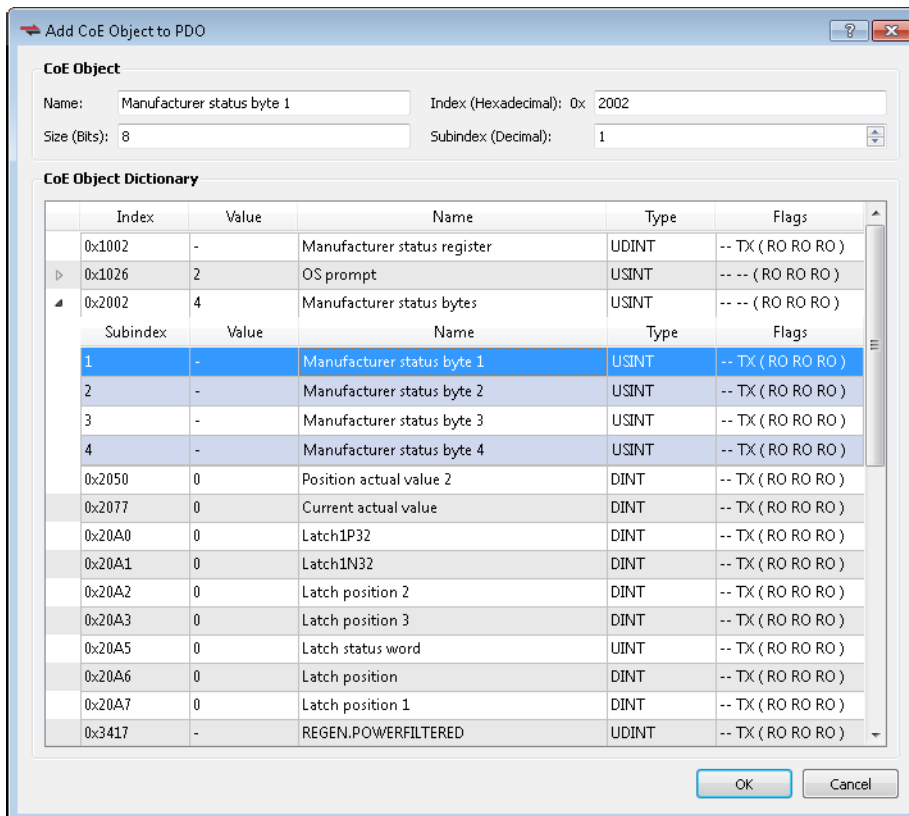 Add CoE Object to PDO
CoE Object
Name: Manufacturer status byte 1 Index (Hexadecimal): 0x 2002
Size (Bits): 8 Subindex (Decimal): 1
CoE Object Dictionary
Index Value Name Type Flags
0x1002 - Manufacturer status register UDINT -- TX ( RO RO RO )
0x1026 2 OS prompt USINT -- -- ( RO RO RO )
0x2002 4 Manufacturer status bytes USINT -- -- ( RO RO RO )
Subindex Value Name Type Flags
1 - Manufacturer status byte 1 USINT -- TX ( RO RO RO )
2 - Manufacturer status byte 2 USINT -- TX ( RO RO RO )
3 - Manufacturer status byte 3 USINT -- TX ( RO RO RO )
4 - Manufacturer status byte 4 USINT -- TX ( RO RO RO )
0x2050 0 Position actual value 2 DINT -- TX ( RO RO RO )
0x2077 0 Current actual value DINT -- TX ( RO RO RO )
0x20A0 0 Latch1P32 DINT -- TX ( RO RO RO )
0x20A1 0 Latch1N32 DINT -- TX ( RO RO RO )
0x20A2 0 Latch position 2 DINT -- TX ( RO RO RO )
0x20A3 0 Latch position 3 DINT -- TX ( RO RO RO )
0x20A5 0 Latch status word UINT -- TX ( RO RO RO )
0x20A6 0 Latch position DINT -- TX ( RO RO RO )
0x20A7 0 Latch position 1 DINT -- TX ( RO RO RO )
0x3417 - REGEN.POWERFILTERED UDINT -- TX ( RO RO RO )
OK Cancel